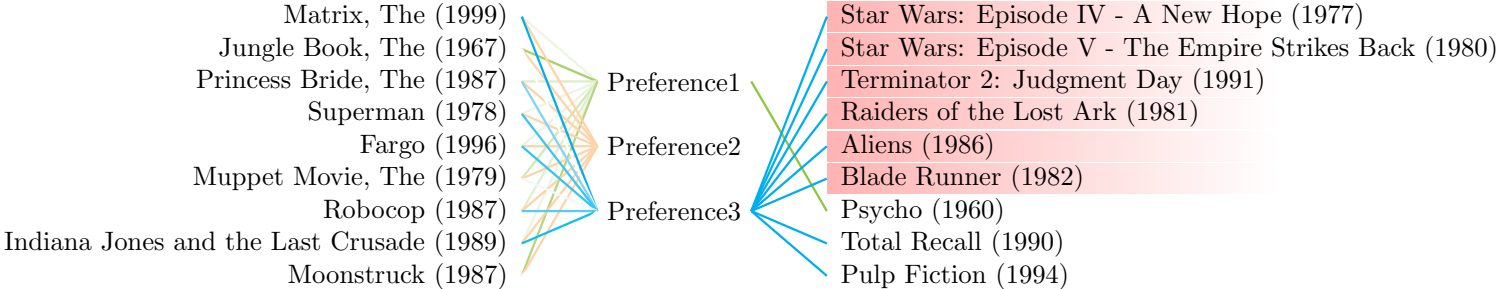 Matrix, The (1999)
Jungle Book, The (1967)
Princess Bride, The (1987)
Superman (1978)
Fargo (1996)
Muppet Movie, The (1979)
Robocop (1987)
Indiana Jones and the Last Crusade (1989)
Moonstruck (1987)
Preference1
Preference2
Preference3
Star Wars: Episode IV - A New Hope (1977)
Star Wars: Episode V - The Empire Strikes Back (1980)
Terminator 2: Judgment Day (1991)
Raiders of the Lost Ark (1981)
Aliens (1986)
Blade Runner (1982)
Psycho (1960)
Total Recall (1990)
Pulp Fiction (1994)